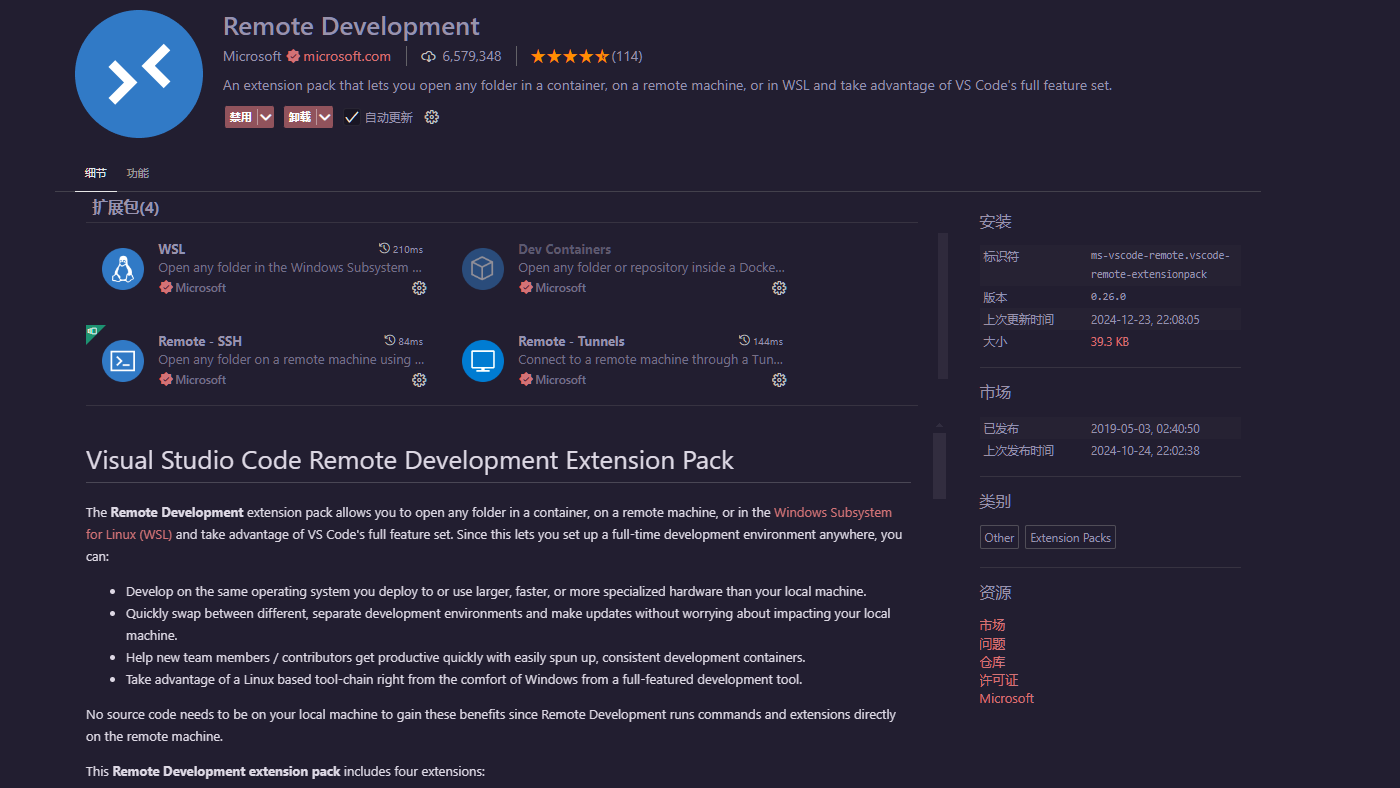 Remote Development
Microsoft microsoft.com 6,579,348 (114)
An extension pack that lets you open any folder in a container, on a remote machine, or in WSL and take advantage of VS Code's full feature set.
禁用 卸载 自动更新
细节 功能
扩展包(4)
WSL 210ms
Open any folder in the Windows Subsystem ...
Microsoft
Dev Containers
Open any folder or repository inside a Docke...
Microsoft
Remote - SSH 84ms
Open any folder on a remote machine using ...
Microsoft
Remote - Tunnels 144ms
Connect to a remote machine through a Tun...
Microsoft
Visual Studio Code Remote Development Extension Pack
The Remote Development extension pack allows you to open any folder in a container, on a remote machine, or in the Windows Subsystem
for Linux (WSL) and take advantage of VS Code's full feature set. Since this lets you set up a full-time development environment anywhere, you
can:
• Develop on the same operating system you deploy to or use larger, faster, or more specialized hardware than your local machine.
• Quickly swap between different, separate development environments and make updates without worrying about impacting your local
machine.
• Help new team members / contributors get productive quickly with easily spun up, consistent development containers.
• Take advantage of a Linux based tool-chain right from the comfort of Windows from a full-featured development tool.
No source code needs to be on your local machine to gain these benefits since Remote Development runs commands and extensions directly
on the remote machine.
This Remote Development extension pack includes four extensions:
安装
标识符 ms-vscode-remote.vscode-
remote-extensionpack
版本 0.26.0
上次更新时间 2024-12-23, 22:08:05
大小 39.3 KB
市场
已发布 2019-05-03, 02:40:50
上次发布时间 2024-10-24, 22:02:38
类别
Other Extension Packs
资源
市场
问题
仓库
许可证
Microsoft